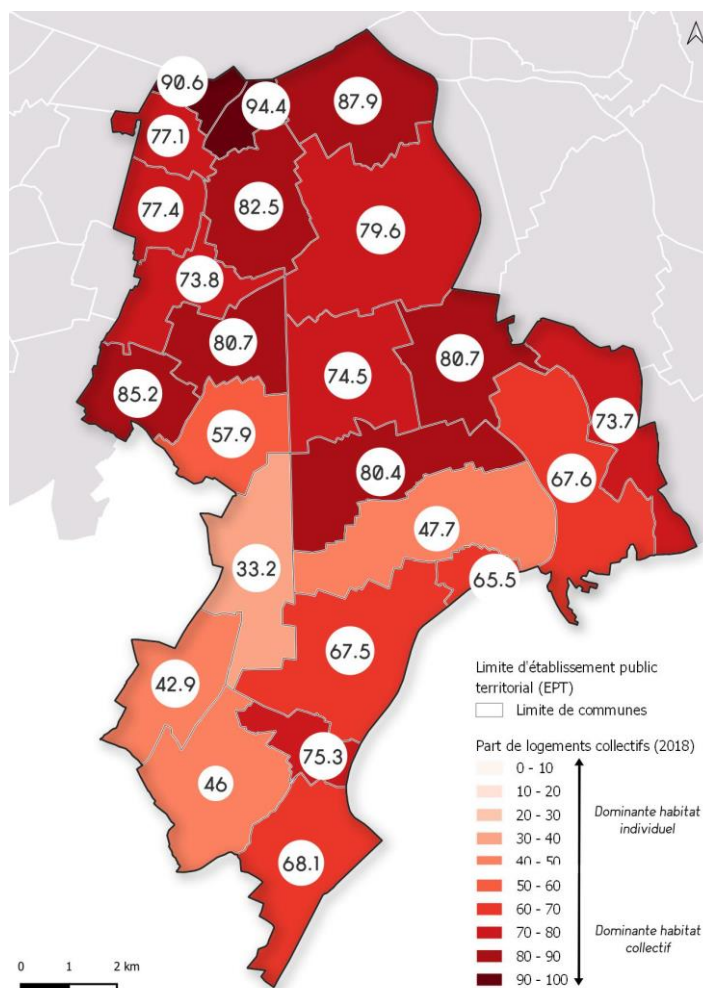 90.6
94.4
87.9
77.1
77.4
82.5
79.6
73.8
80.7
74.5
80.7
85.2
57.9
73.7
80.4
67.6
47.7
33.2
65.5
67.5
42.9
75.3
46
68.1
Limite d'établissement public
territorial (EPT)
Limite de communes
Part de logements collectifs (2018)
0 - 10
10 - 20
20 - 30
30 - 40
40 - 50
50 - 60
60 - 70
70 - 80
80 - 90
90 - 100
Dominante habitat
individuel
Dominante habitat
collectif
0 1 2 km